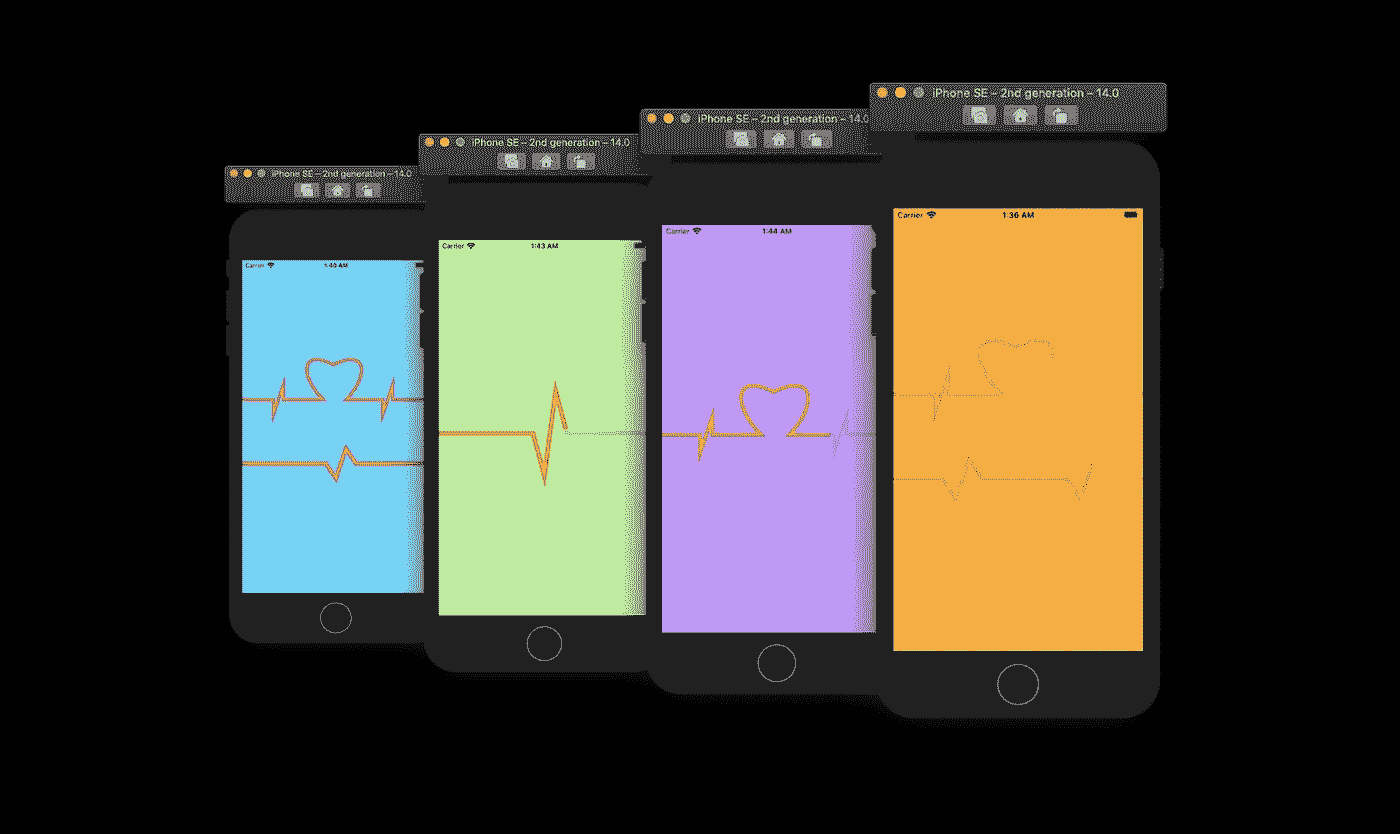 iPhone SE – 2nd generation – 14.0
Carrier 1:40 AM
iPhone SE – 2nd generation – 14.0
Carrier 1:43 AM
iPhone SE – 2nd generation – 14.0
Carrier 1:44 AM
iPhone SE – 2nd generation – 14.0
Carrier 1:36 AM